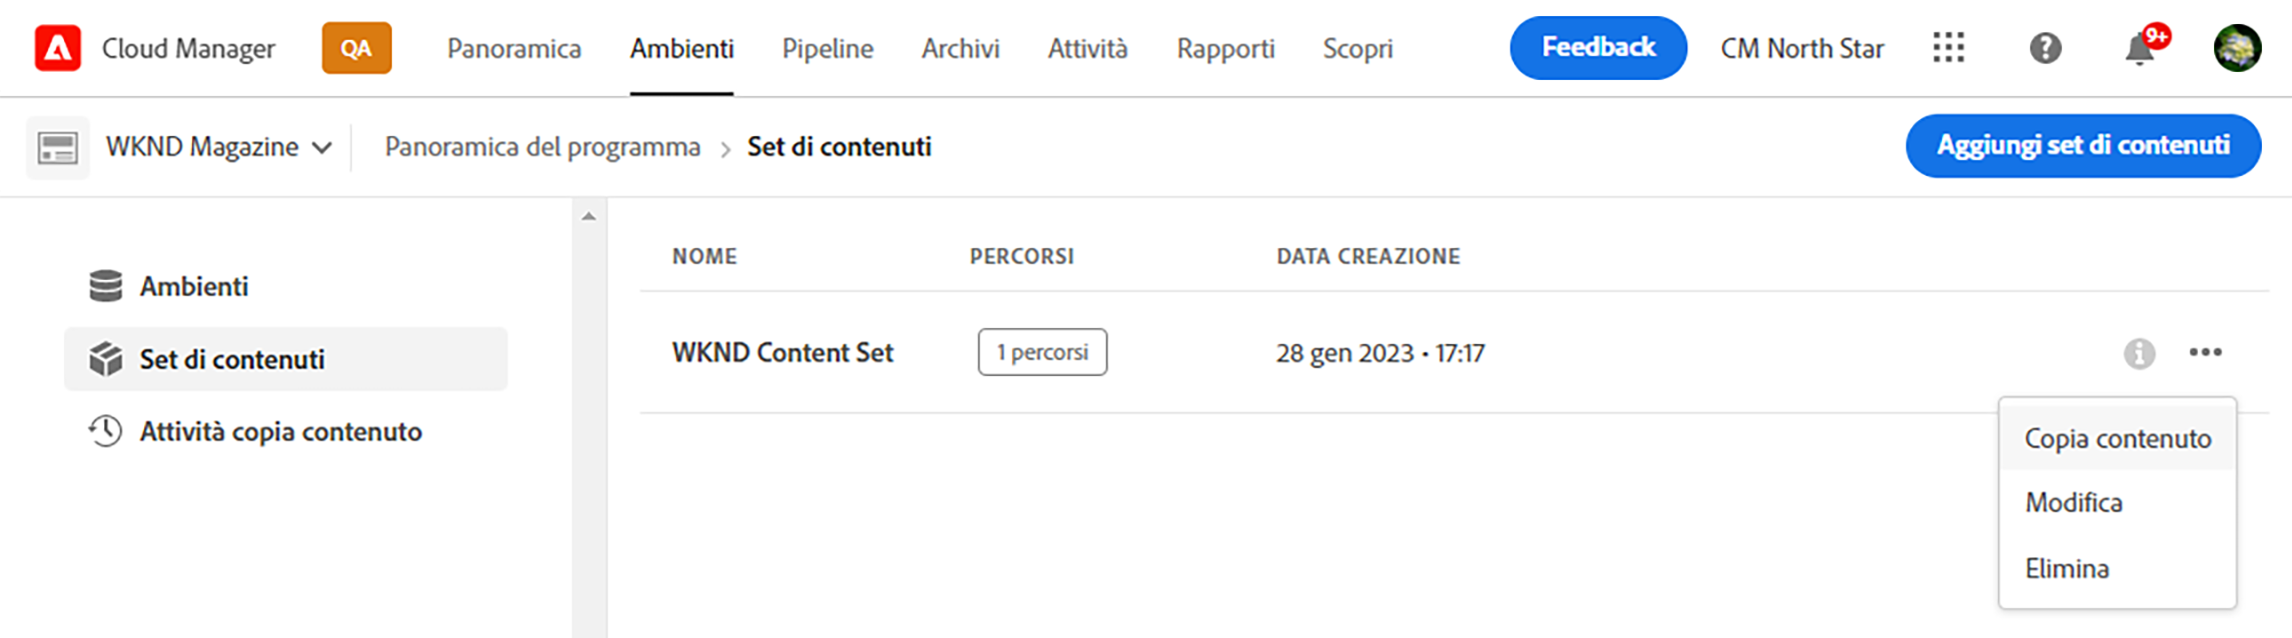 Cloud Manager QA Panoramica Ambienti Pipeline Archivi Attività Rapporti Scopri Feedback CM North Star 9+
WKND Magazine Panoramica del programma > Set di contenuti Aggiungi set di contenuti
Ambienti
Set di contenuti
Attività copia contenuto
NOME PERCORSI DATA CREAZIONE
WKND Content Set 1 percorsi 28 gen 2023 • 17:17
Copia contenuto
Modifica
Elimina